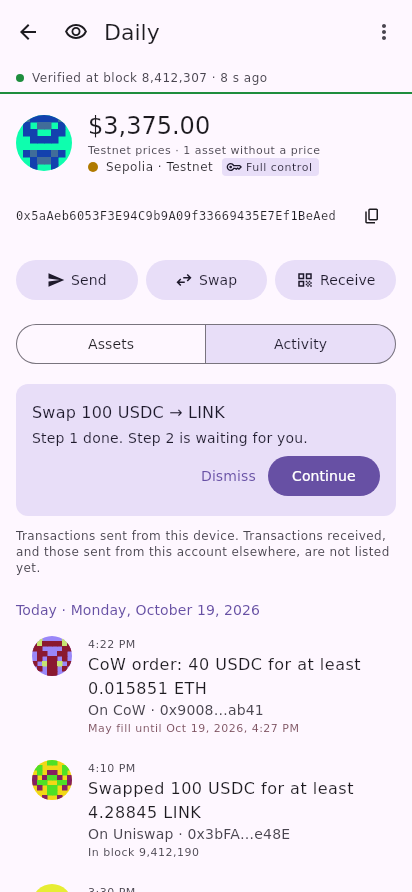 Daily
Verified at block 8,412,307 · 8 s ago
$3,375.00
Testnet prices · 1 asset without a price
Sepolia · Testnet
Full control
0x5aAeb6053F3E94C9b9A09f33669435E7Ef1BeAed
Send
Swap
Receive
Assets
Activity
Swap 100 USDC → LINK
Step 1 done. Step 2 is waiting for you.
Dismiss
Continue
Transactions sent from this device. Transactions received,
and those sent from this account elsewhere, are not listed
yet.
Today · Monday, October 19, 2026
4:22 PM
CoW order: 40 USDC for at least
0.015851 ETH
On CoW · 0x9008…ab41
May fill until Oct 19, 2026, 4:27 PM
4:10 PM
Swapped 100 USDC for at least
4.28845 LINK
On Uniswap · 0x3bFA…e48E
In block 9,412,190
3:30 PM